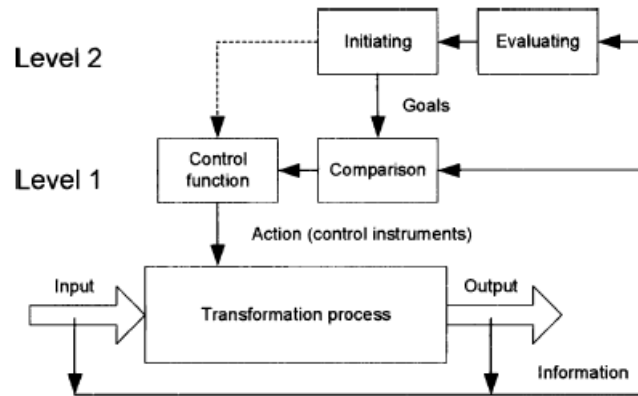 Level 2
Initiating
Evaluating
Goals
Level 1
Control
function
Comparison
Action (control instruments)
Input
Transformation process
Output
Information